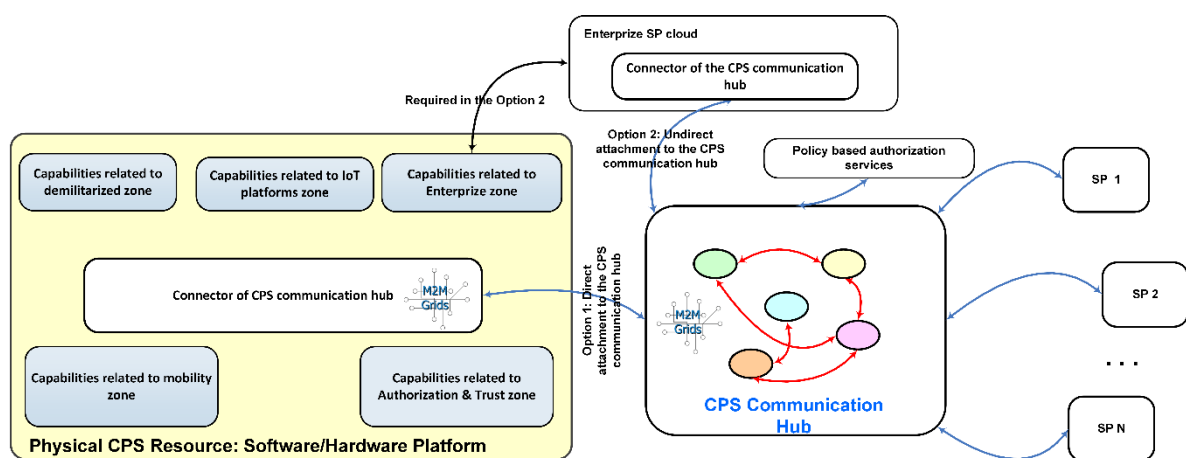 Enterprize SP cloud
Connector of the CPS communication
hub
Required in the Option 2
Option 2: Undirect
attachment to the CPS
communication hub
Policy based authorization
services
Capabilities related to
demilitarized zone
Capabilities related to IoT
platforms zone
Capabilities related to
Enterprize zone
SP 1
Connector of CPS communication hub
M2M
Grids
Option 1: Direct
attachment to the CPS
communication hub
M2M
Grids
SP 2
. . .
Capabilities related to mobility
zone
Capabilities related to
Authorization & Trust zone
CPS Communication
Hub
SP N
Physical CPS Resource: Software/Hardware Platform